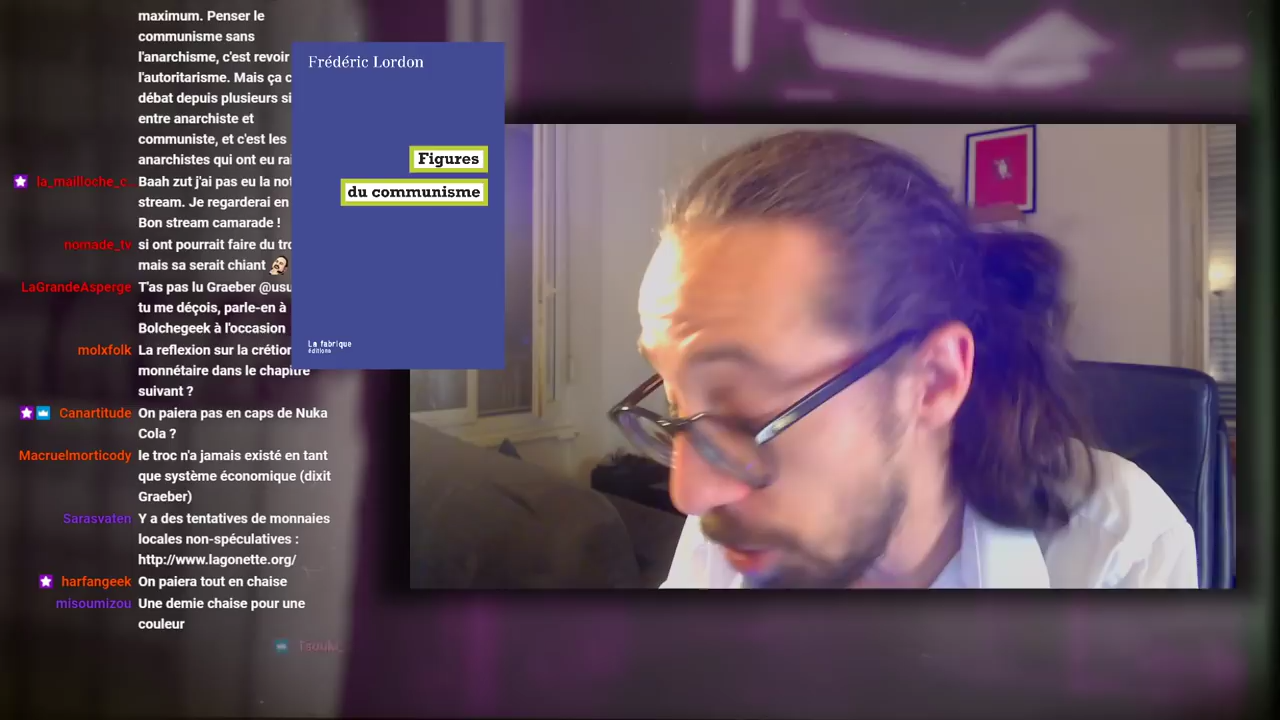 maximum. Penser le
communisme sans
l'anarchisme, c'est revoir
l'autoritarisme. Mais ça c
débat depuis plusieurs si
entre anarchiste et
communiste, et c'est les
anarchistes qui ont eu rai
la_mailloche_c... Baah zut j'ai pas eu la not
stream. Je regarderai en
Bon stream camarade !
nomade_tv si ont pourrait faire du tro
mais sa serait chiant
LaGrandeAsperge T'as pas lu Graeber @usu
tu me déçois, parle-en à
Bolchegeek à l'occasion
molxfolk La reflexion sur la crétion
monnétaire dans le chapitre
suivant ?
Canartitude On paiera pas en caps de Nuka
Cola ?
Macruelmorticody le troc n'a jamais existé en tant
que système économique (dixit
Graeber)
Sarasvaten Y a des tentatives de monnaies
locales non-spéculatives :
http://www.lagonette.org/
harfangeek On paiera tout en chaise
misoumizou Une demie chaise pour une
couleur
Frédéric Lordon
Figures
du communisme
La fabrique
éditions